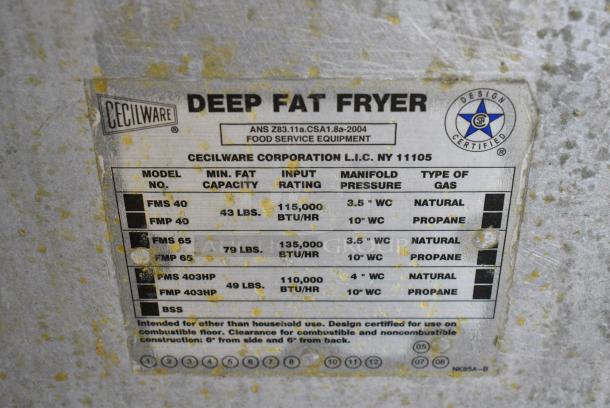 CECILWARE ®
DEEP FAT FRYER
DESIGN CERTIFIED ®
ANS Z83.11a.CSA1.8a-2004
FOOD SERVICE EQUIPMENT
CECILWARE CORPORATION L.I.C. NY 11105
MODEL NO. MIN. FAT CAPACITY INPUT RATING MANIFOLD PRESSURE TYPE OF GAS
FMS 40 43 LBS. 115,000 BTU/HR 3.5 " WC NATURAL
FMP 40 10" WC PROPANE
FMS 65 79 LBS. 135,000 BTU/HR 3.5 " WC NATURAL
FMP 65 10" WC PROPANE
FMS 403HP 49 LBS. 110,000 BTU/HR 4 " WC NATURAL
FMP 403HP 10" WC PROPANE
BSS
Intended for other than household use. Design certified for use on
combustible floor. Clearance for combustible and noncombustible
construction: 6" from side and 6" from back.
05
1 2 3 4 5 6 7 8 10 11 12 07 08
NK85A-B